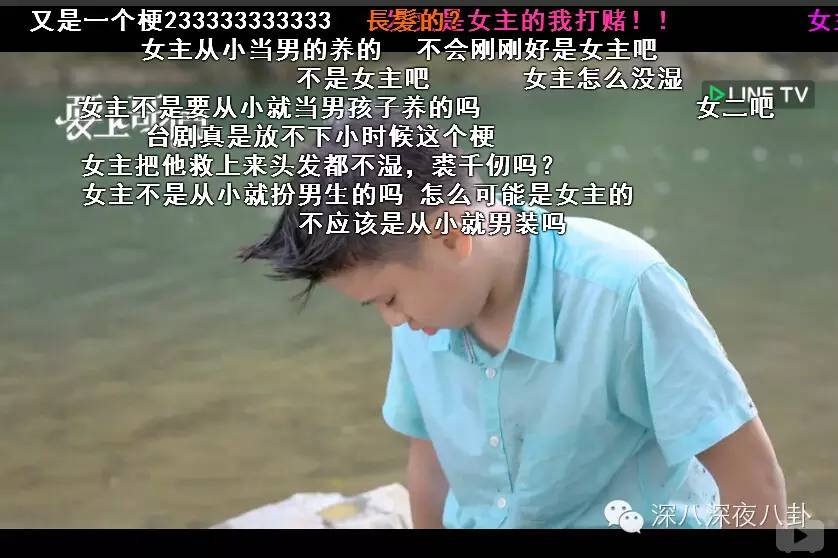 又是一个梗233333333333 長髮的? 是女主的我打赌！！ 女
女主从小当男的养的 不会刚刚好是女主吧
不是女主吧 女主怎么没湿
LINE TV
女主不是要从小就当男孩子养的吗 女二吧
台剧真是放不下小时候这个梗
女主把他救上来头发都不湿，裘千仞吗？
女主不是从小就扮男生的吗 怎么可能是女主的
不应该是从小就男装吗
深八深夜八卦